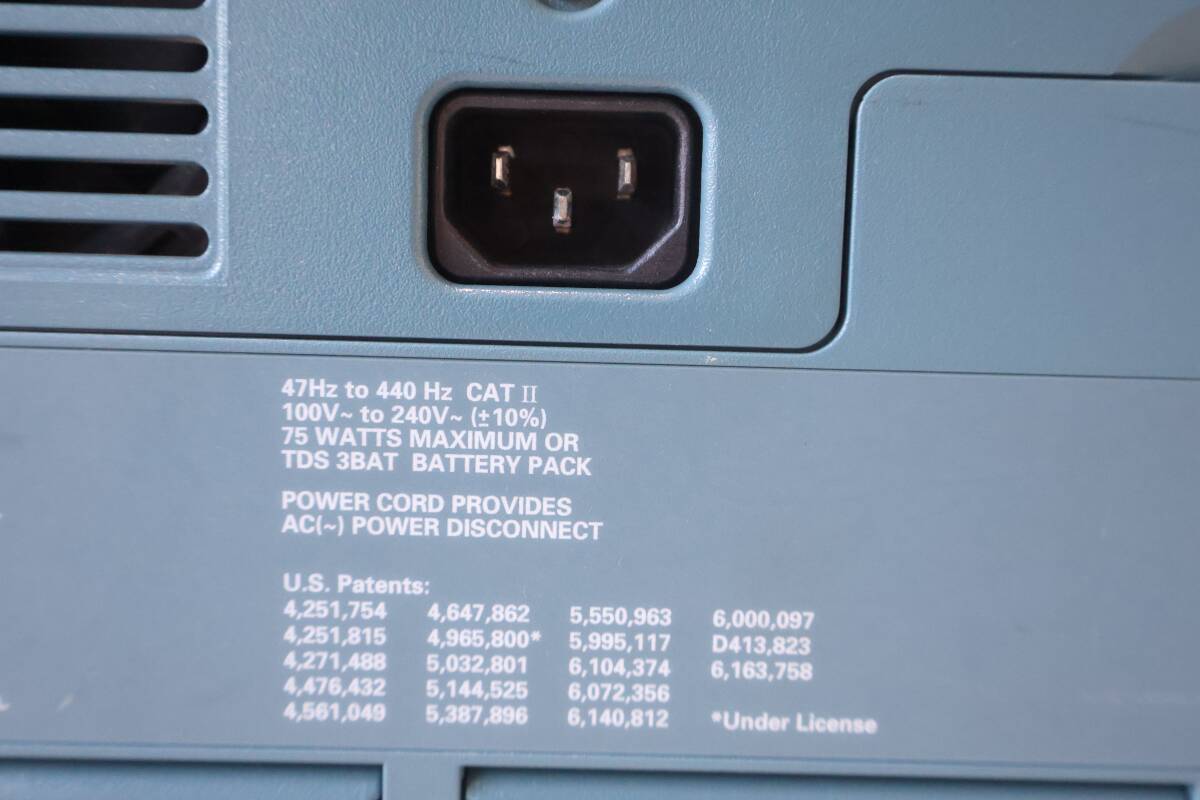 47Hz to 440 Hz CAT II
100V~ to 240V~ (±10%)
75 WATTS MAXIMUM OR
TDS 3BAT BATTERY PACK
POWER CORD PROVIDES
AC(~) POWER DISCONNECT
U.S. Patents:
4,251,754 4,647,862 5,550,963 6,000,097
4,251,815 4,965,800* 5,995,117 D413,823
4,271,488 5,032,801 6,104,374 6,163,758
4,476,432 5,144,525 6,072,356
4,561,049 5,387,896 6,140,812 *Under License